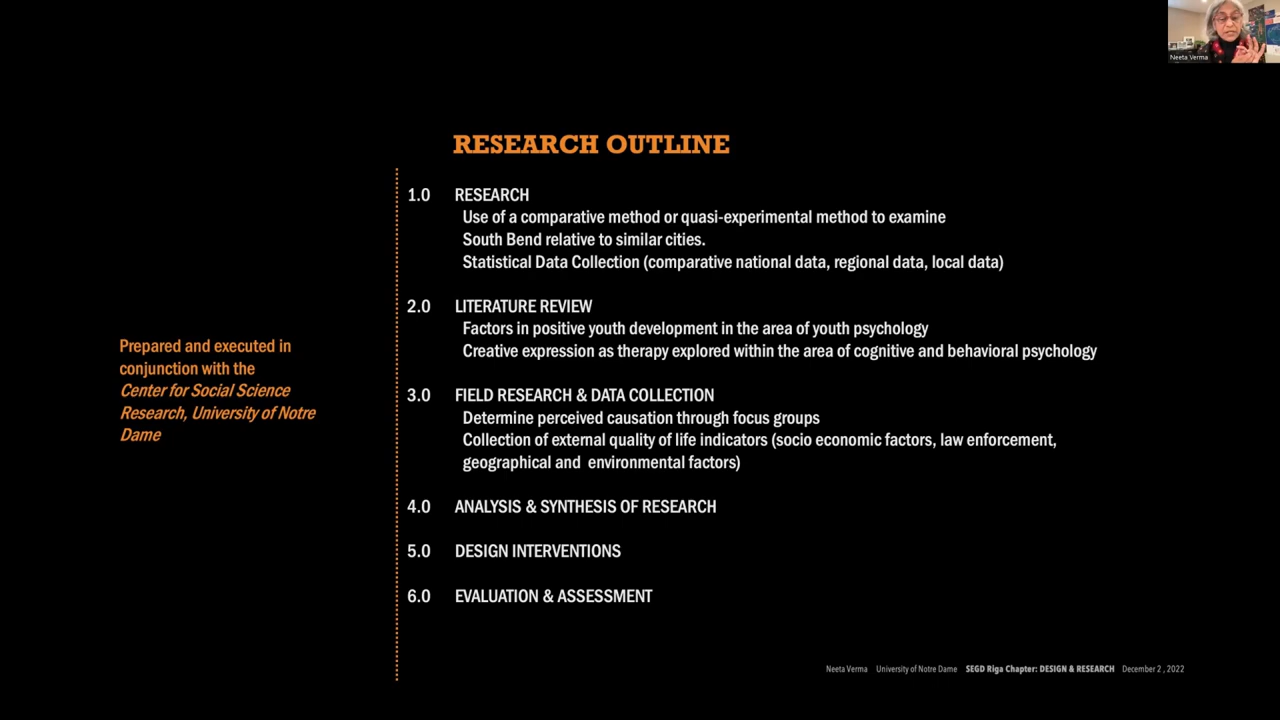 Neeta Verma
RESEARCH OUTLINE
1.0 RESEARCH
Use of a comparative method or quasi-experimental method to examine
South Bend relative to similar cities.
Statistical Data Collection (comparative national data, regional data, local data)
2.0 LITERATURE REVIEW
Factors in positive youth development in the area of youth psychology
Creative expression as therapy explored within the area of cognitive and behavioral psychology
3.0 FIELD RESEARCH & DATA COLLECTION
Determine perceived causation through focus groups
Collection of external quality of life indicators (socio economic factors, law enforcement,
geographical and environmental factors)
4.0 ANALYSIS & SYNTHESIS OF RESEARCH
5.0 DESIGN INTERVENTIONS
6.0 EVALUATION & ASSESSMENT
Prepared and executed in
conjunction with the
Center for Social Science
Research, University of Notre
Dame
Neeta Verma University of Notre Dame SEGD Riga Chapter: DESIGN & RESEARCH December 2 , 2022